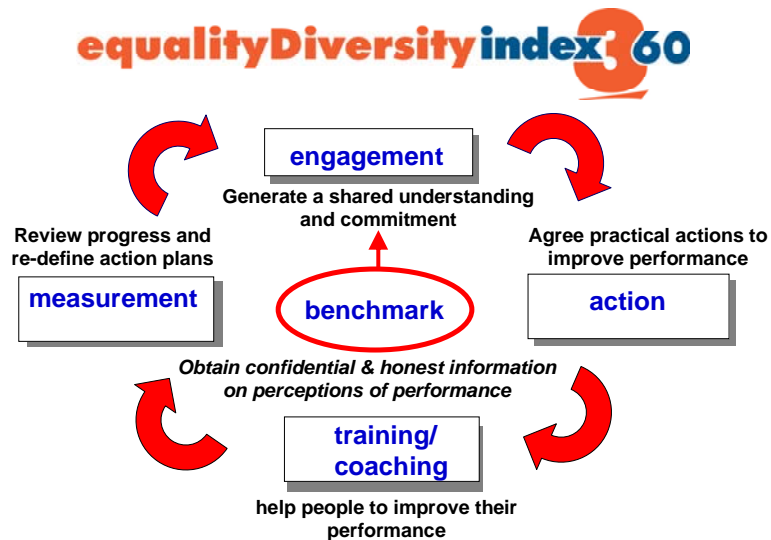 equalityDiversityindex360
engagement
Generate a shared understanding
and commitment
Review progress and
re-define action plans
measurement
Agree practical actions to
improve performance
action
benchmark
Obtain confidential & honest information
on perceptions of performance
training/
coaching
help people to improve their
performance